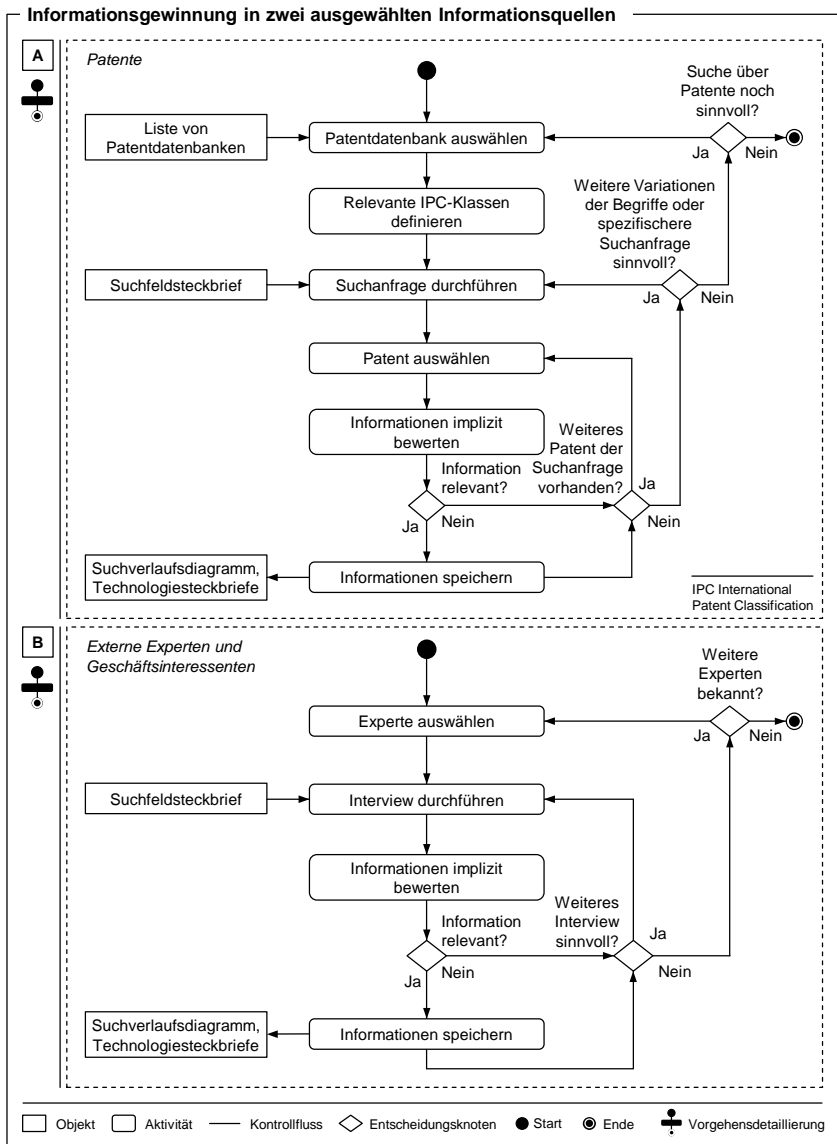 Informationsgewinnung in zwei ausgewählten Informationsquellen
A
Patente
Suche über
Patente noch
sinnvoll?
Liste von
Patentdatenbanken
Patentdatenbank auswählen
Ja
Nein
Weitere Variationen
der Begriffe oder
spezifischere
Suchanfrage
sinnvoll?
Relevante IPC-Klassen
definieren
Suchfeldsteckbrief
Suchanfrage durchführen
Ja
Nein
Patent auswählen
Informationen implizit
bewerten
Weiteres
Patent der
Suchanfrage
vorhanden?
Information
relevant?
Ja
Ja
Nein
Nein
Suchverlaufsdiagramm,
Technologiesteckbriefe
Informationen speichern
IPC International
Patent Classification
B
Externe Experten und
Geschäftsinteressenten
Weitere
Experten
bekannt?
Experte auswählen
Ja
Nein
Suchfeldsteckbrief
Interview durchführen
Informationen implizit
bewerten
Weiteres
Interview
sinnvoll?
Information
relevant?
Ja
Ja
Nein
Nein
Suchverlaufsdiagramm,
Technologiesteckbriefe
Informationen speichern
Objekt
Aktivität
Kontrollfluss
Entscheidungsknoten
Start
Ende
Vorgehensdetaillierung